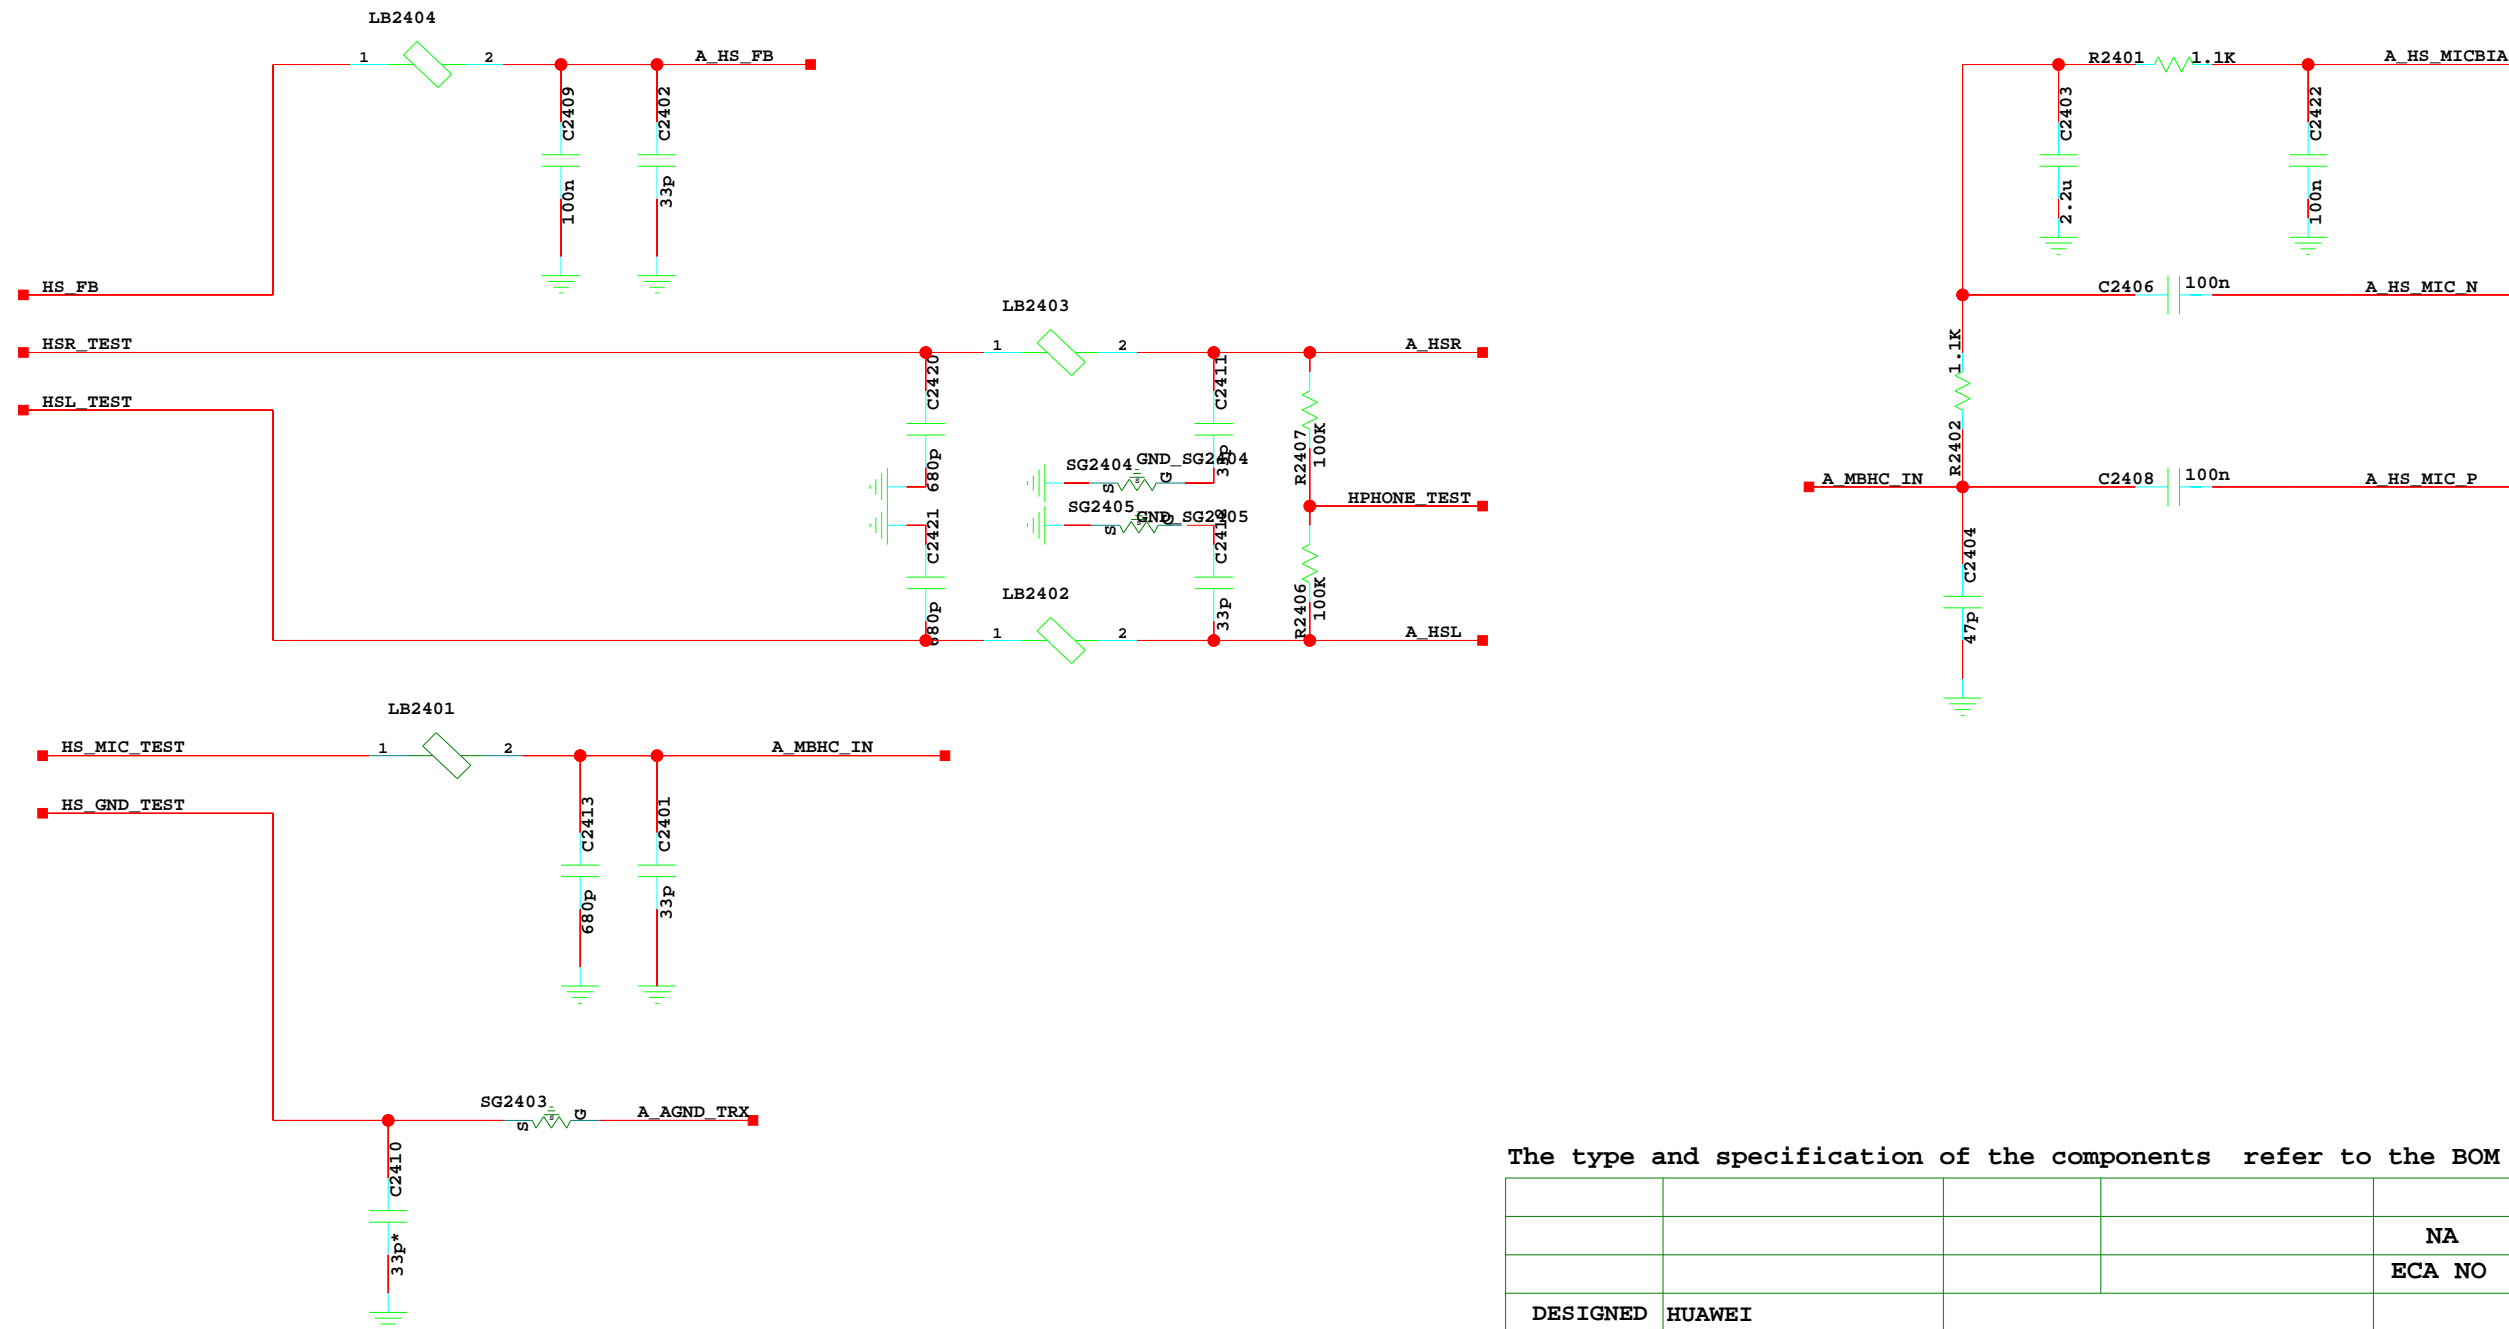 LB2404
1
2
A_HS_FB
C2409
100n
C2402
33p
HS_FB
HSR_TEST
HSL_TEST
LB2403
1
2
A_HSR
C2420
680p
C2421
680p
C2411
33p
SG2404
GND_SG2404
S
s
G
SG2405
GND_SG2405
S
G
C2412
33p
R2407
100K
HPHONE_TEST
R2406
100K
LB2402
1
2
A_HSL
LB2401
HS_MIC_TEST
1
2
A_MBHC_IN
HS_GND_TEST
C2413
680p
C2401
33p
SG2403
S
s
G
A_AGND_TRX
C2410
33p*
R2401
1.1K
A_HS_MICBIA
C2403
2.2u
C2422
100n
C2406
100n
A_HS_MIC_N
1.1K
R2402
A_MBHC_IN
C2408
100n
A_HS_MIC_P
C2404
47p
The type and specification of the components refer to the BOM
NA
ECA NO
DESIGNED HUAWEI